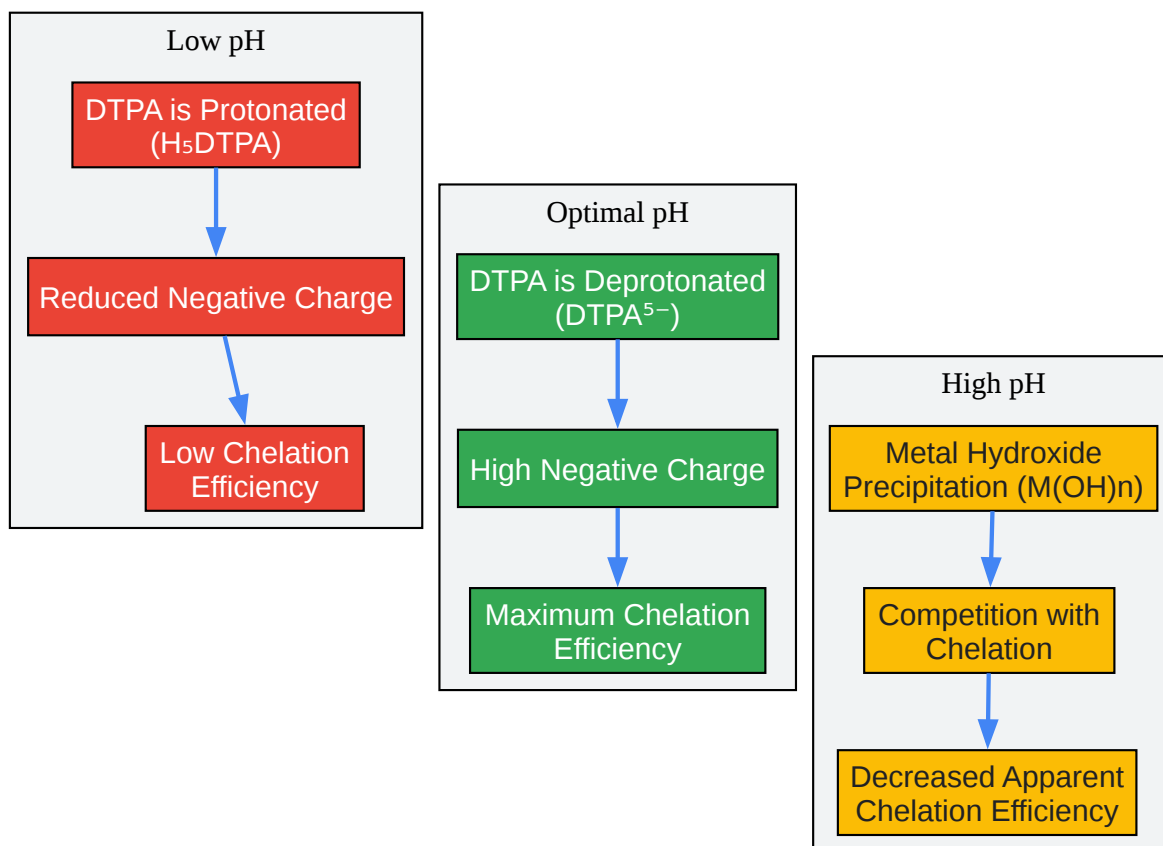 Low pH
DTPA is Protonated
(H₅DTPA)
Reduced Negative Charge
Low Chelation
Efficiency
Optimal pH
DTPA is Deprotonated
(DTPA⁵⁻)
High Negative Charge
Maximum Chelation
Efficiency
High pH
Metal Hydroxide
Precipitation (M(OH)n)
Competition with
Chelation
Decreased Apparent
Chelation Efficiency